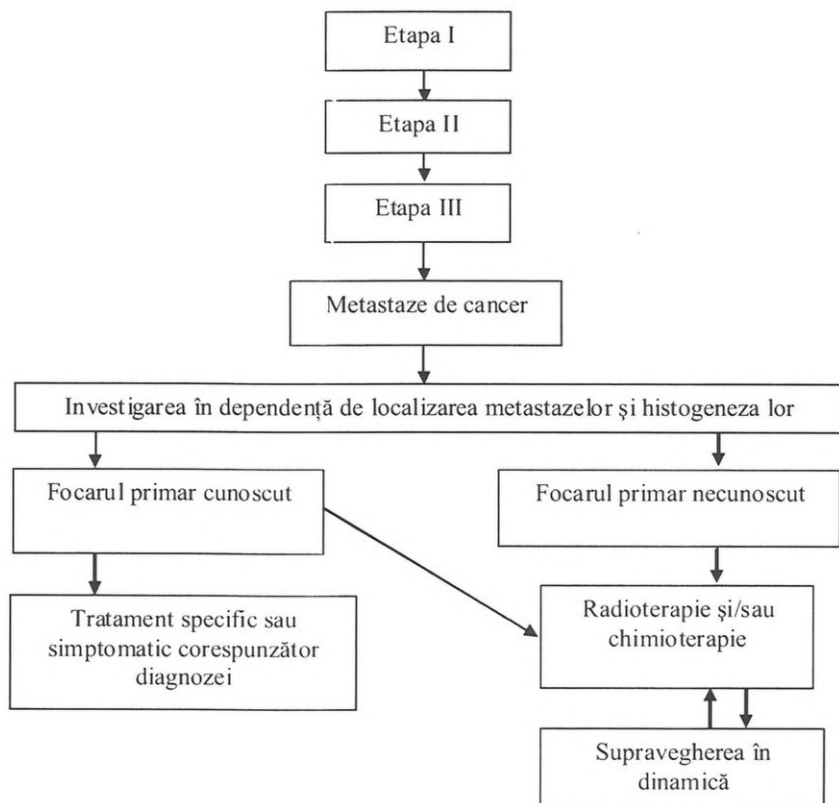 Etapa I
Etapa II
Etapa III
Metastaze de cancer
Investigarea în dependență de localizarea metastazelor şi histogeneza lor
Focarul primar cunoscut
Focarul primar necunoscut
Tratament specific sau
simptomatic corespunzător
diagnozei
Radioterapie şi/sau
chimioterapie
Supravegherea în
dinamică